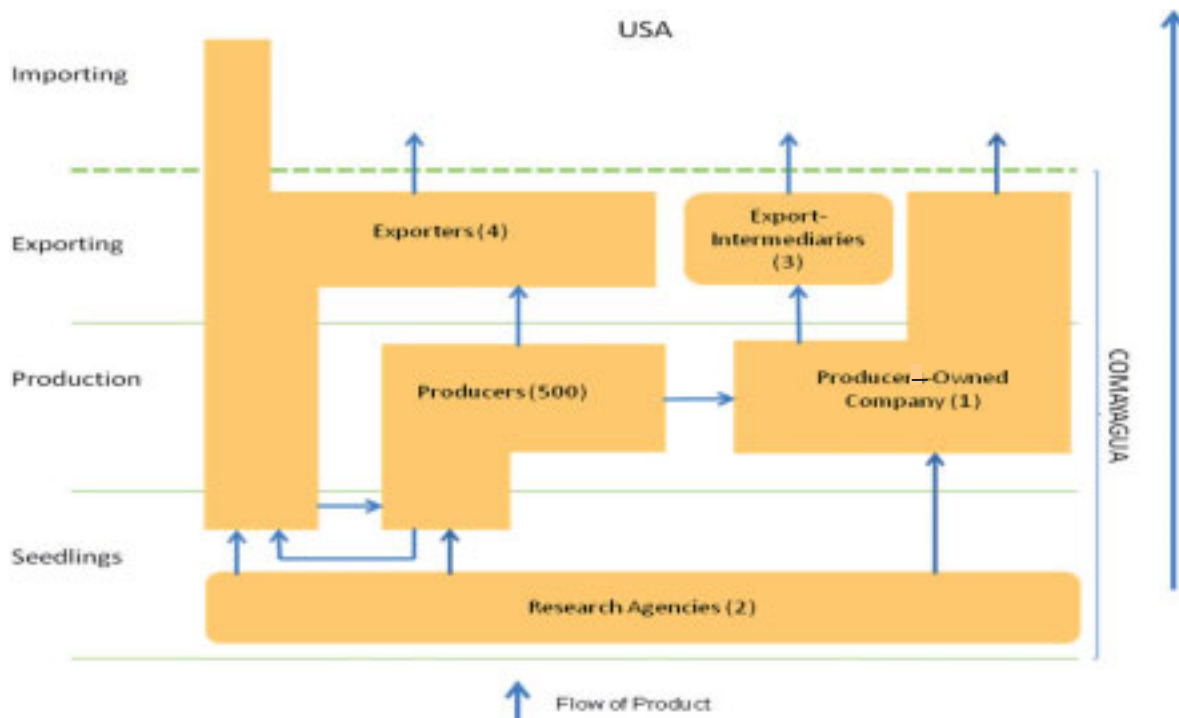 USA
Importing
Exporting
Exporters (4)
Export-
Intermediaries
(3)
Production
Producers (500)
Producer-Owned
Company (1)
COMAYAGUA
Seedlings
Research Agencies (2)
Flow of Product